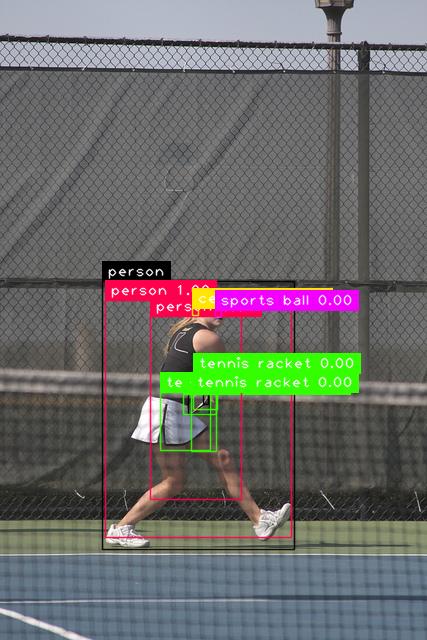 person
person 1.00
pers
ce
sports ball 0.00
tennis racket 0.00
te
tennis racket 0.00